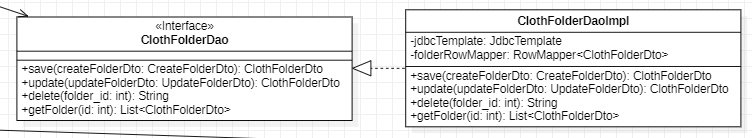 «Interface»
ClothFolderDao
+save(createFolderDto: CreateFolderDto): ClothFolderDto
+update(updateFolderDto: UpdateFolderDto): ClothFolderDto
+delete(folder_id: int): String
+getFolder(id: int): List<ClothFolderDto>
ClothFolderDaoImpl
-jdbcTemplate: JdbcTemplate
-folderRowMapper: RowMapper<ClothFolderDto>
+save(createFolderDto: CreateFolderDto): ClothFolderDto
+update(updateFolderDto: UpdateFolderDto): ClothFolderDto
+delete(folder_id: int): String
+getFolder(id: int): List<ClothFolderDto>